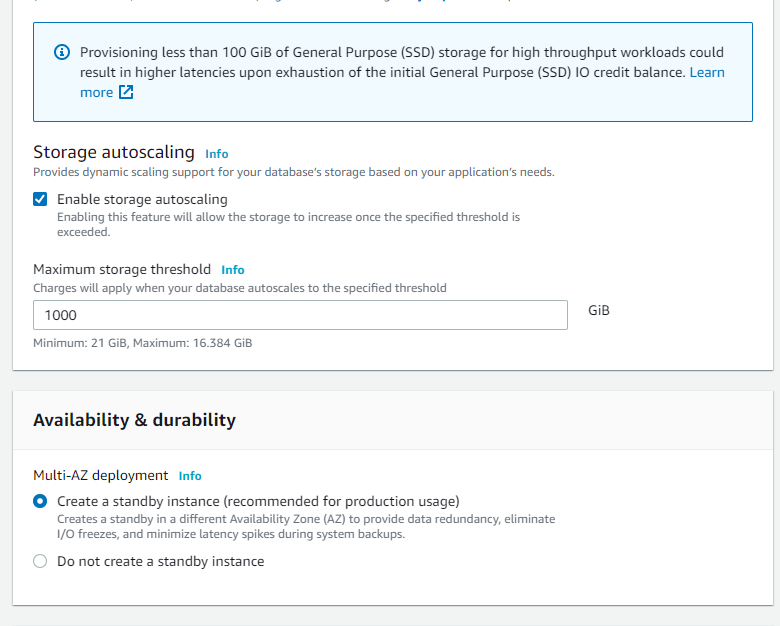 Provisioning less than 100 GiB of General Purpose (SSD) storage for high throughput workloads could
result in higher latencies upon exhaustion of the initial General Purpose (SSD) IO credit balance. Learn
more
Storage autoscaling Info
Provides dynamic scaling support for your database's storage based on your application's needs.
Enable storage autoscaling
Enabling this feature will allow the storage to increase once the specified threshold is
exceeded.
Maximum storage threshold Info
Charges will apply when your database autoscales to the specified threshold
1000 GiB
Minimum: 21 GiB, Maximum: 16.384 GiB
Availability & durability
Multi-AZ deployment Info
Create a standby instance (recommended for production usage)
Creates a standby in a different Availability Zone (AZ) to provide data redundancy, eliminate
I/O freezes, and minimize latency spikes during system backups.
Do not create a standby instance